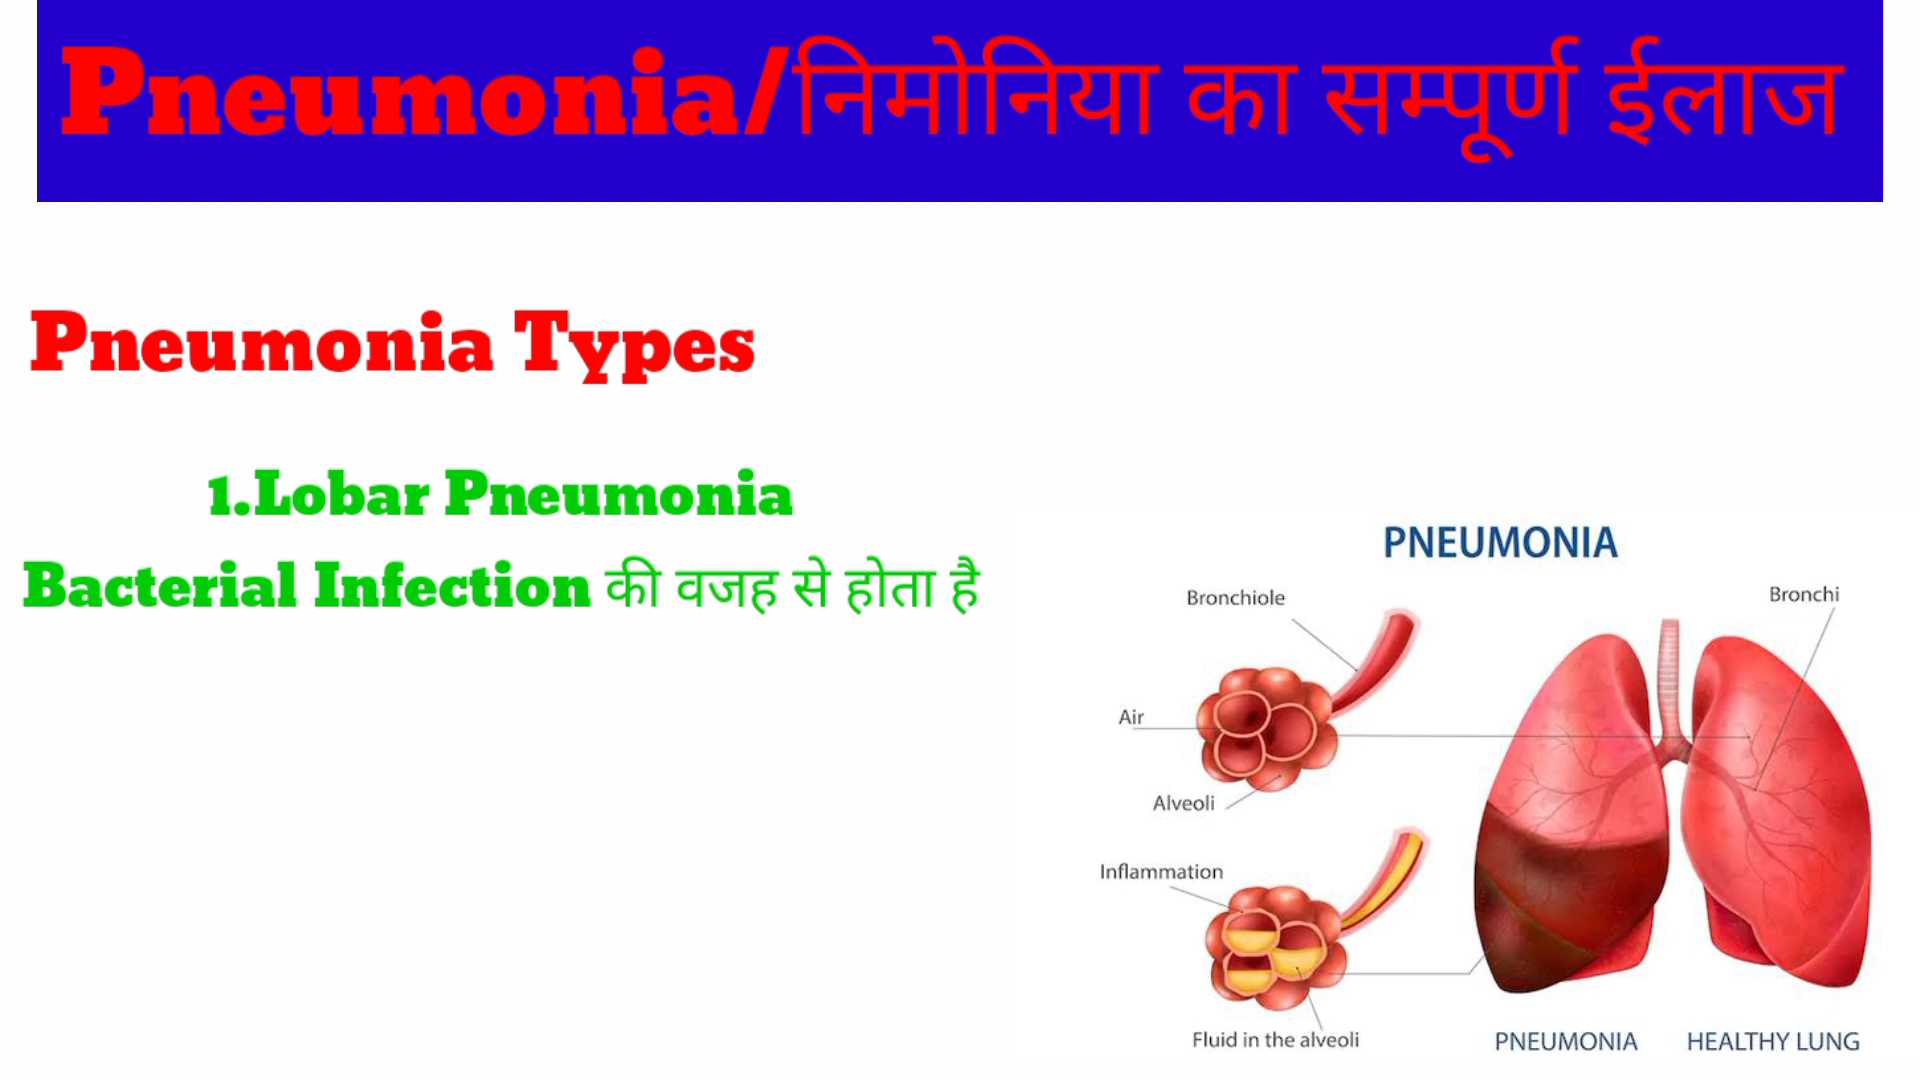 Pneumonia/निमोनिया का सम्पूर्ण ईलाज
Pneumonia Types
1.Lobar Pneumonia
Bacterial Infection की वजह से होता है
PNEUMONIA
Bronchiole
Bronchi
Air
Alveoli
Inflammation
Fluid in the alveoli
PNEUMONIA
HEALTHY LUNG